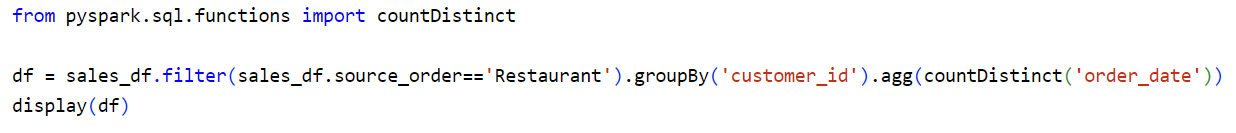 from pyspark.sql.functions import countDistinct
df = sales_df.filter(sales_df.source_order=='Restaurant').groupBy('customer_id').agg(countDistinct('order_date'))
display(df)